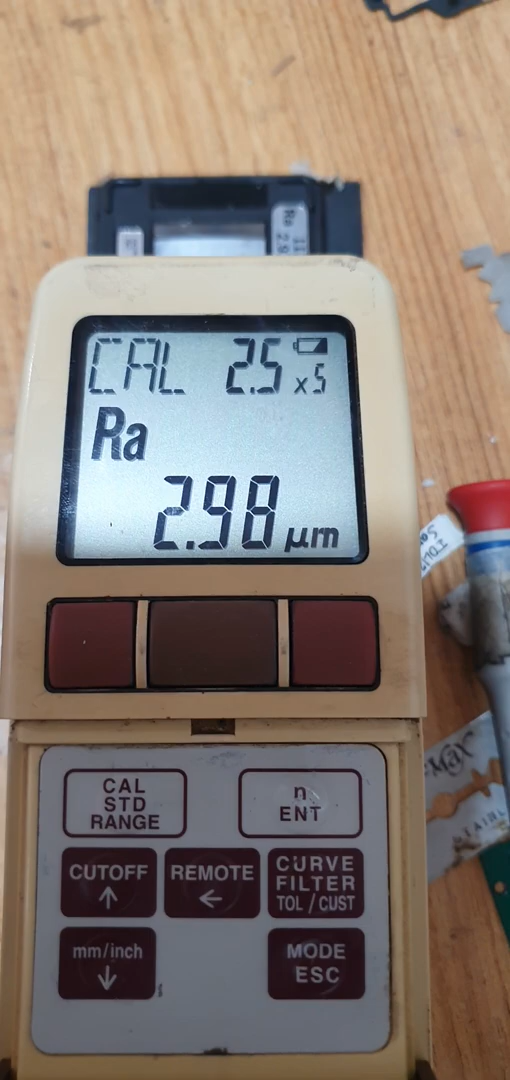 CAL 2.5 x5
Ra
2.98 µm
CAL
STD
RANGE
n
ENT
CUTOFF
↑
REMOTE
←
CURVE
FILTER
TOL / CUST
mm/inch
↓
MODE
ESC